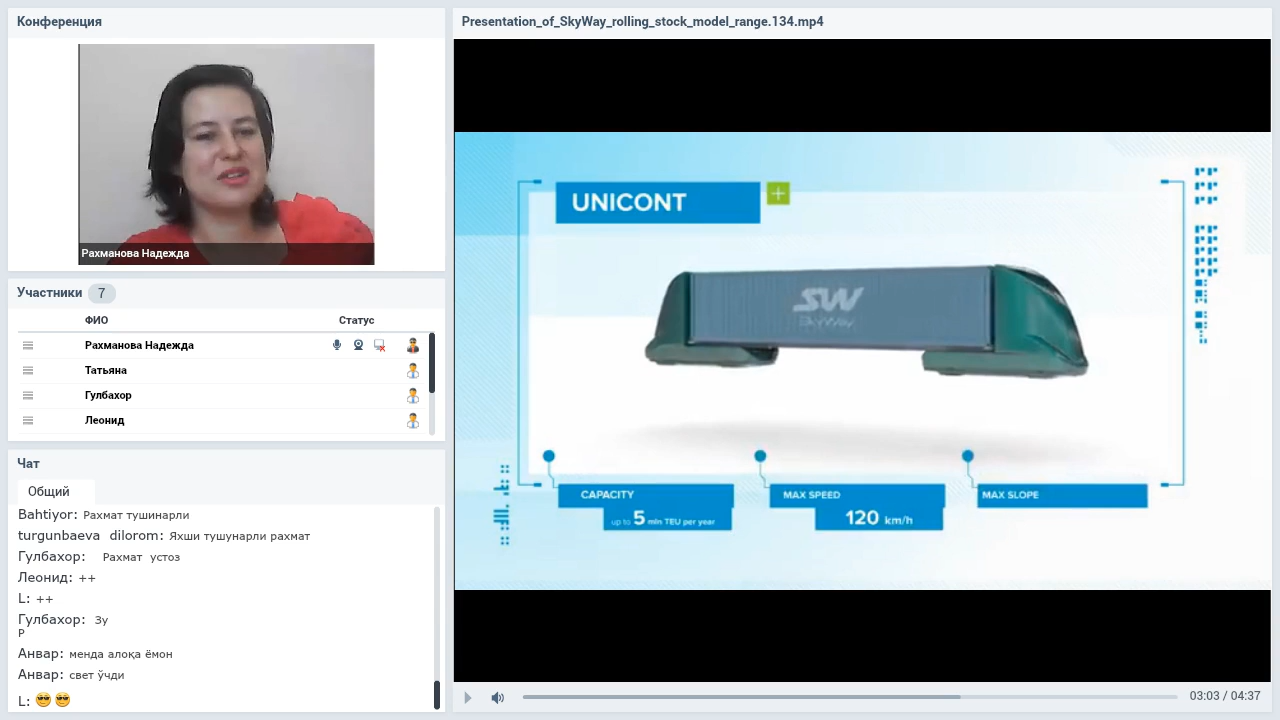 Конференция
Рахманова Надежда
Участники 7
ФИО Статус
Рахманова Надежда
Татьяна
Гулбахор
Леонид
Чат
Общий
Bahtiyor: Рахмат тушинарли
turgunbaeva dilorom: Яхши тушунарли рахмат
Гулбахор: Рахмат устоз
Леонид: ++
L: ++
Гулбахор: Зу
Р
Анвар: менда алоқа ёмон
Анвар: свет ўчди
L: 😎 😎
Presentation_of_SkyWay_rolling_stock_model_range.134.mp4
UNICONT
SW
SkyWay
CAPACITY
up to 5 mln TEU per year
MAX SPEED
120 km/h
MAX SLOPE
03:03 / 04:37